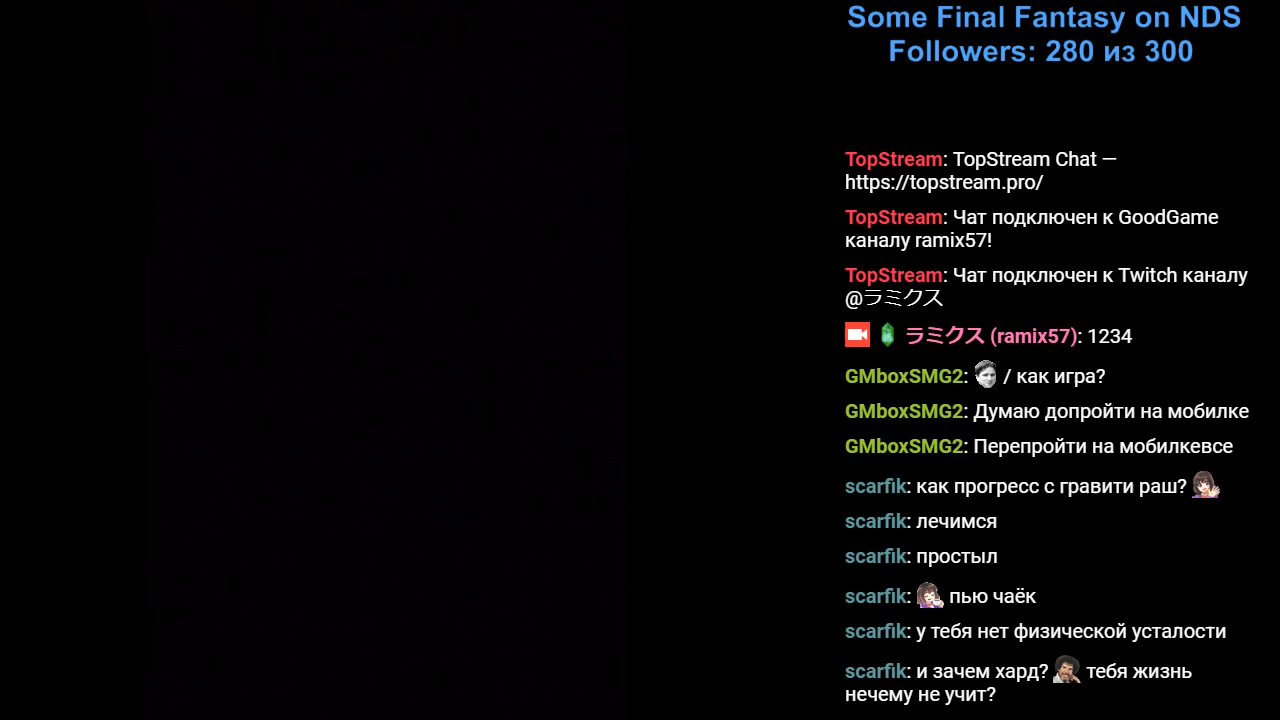 Some Final Fantasy on NDS
Followers: 280 из 300
TopStream: TopStream Chat —
https://topstream.pro/
TopStream: Чат подключен к GoodGame
каналу ramix57!
TopStream: Чат подключен к Twitch каналу
@ラミクス
ラミクス (ramix57): 1234
GMboxSMG2: / как игра?
GMboxSMG2: Думаю допройти на мобилке
GMboxSMG2: Перепройти на мобилкевсе
scarfik: как прогресс с гравити раш?
scarfik: лечимся
scarfik: простыл
scarfik: пью чаёк
scarfik: у тебя нет физической усталости
scarfik: и зачем хард? тебя жизнь
нечему не учит?